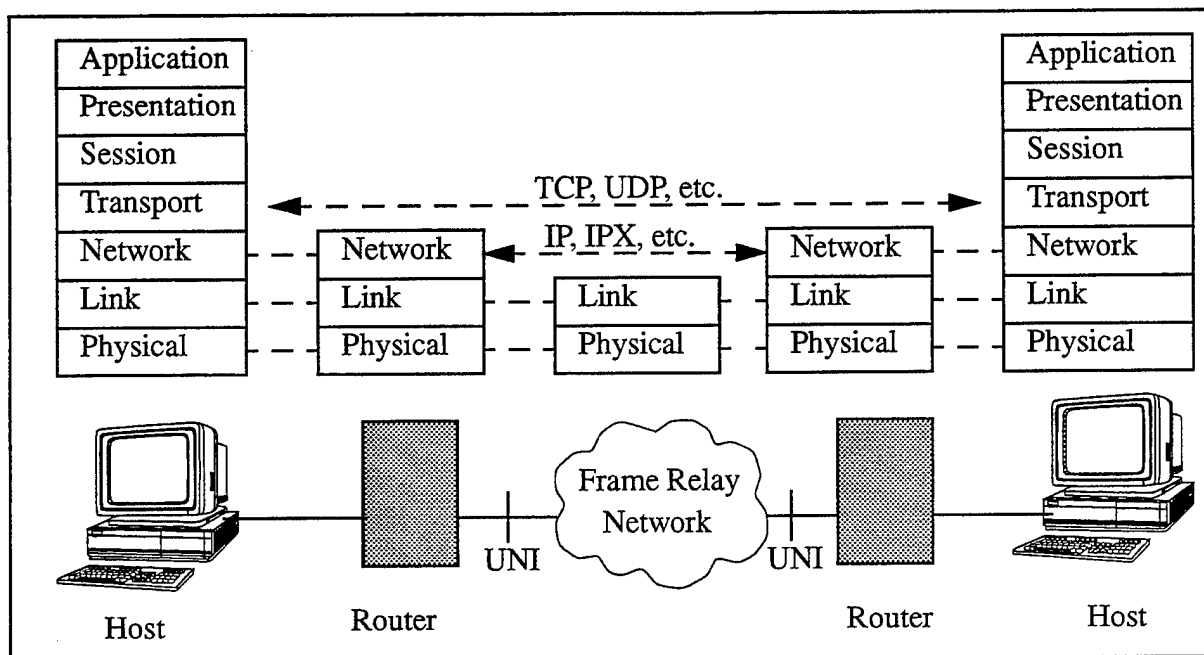 Application
Presentation
Session
Transport
Network
Link
Physical
Network
Link
Physical
TCP, UDP, etc.
IP, IPX, etc.
Link
Physical
Network
Link
Physical
Application
Presentation
Session
Transport
Network
Link
Physical
Host
Router
UNI
Frame Relay
Network
UNI
Router
Host